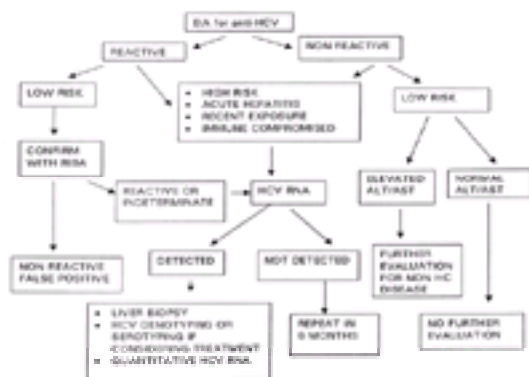 EIA for anti-HCV
REACTIVE
NON REACTIVE
LOW RISK
• HIGH RISK
• ACUTE HEPATITIS
• RECENT EXPOSURE
• IMMUNE COMPROMISED
LOW RISK
CONFIRM
WITH RIBA
REACTIVE OR
INDETERMINATE
HCV RNA
ELEVATED
ALT/AST
NORMAL
ALT/AST
NON REACTIVE
FALSE POSITIVE
DETECTED
NOT DETECTED
FURTHER
EVALUATION
FOR NON HC
DISEASE
• LIVER BIOPSY
• HCV GENOTYPING OR
SEROTYPING IF
CONSIDERING TREATMENT
• QUANTITATIVE HCV RNA
REPEAT IN
6 MONTHS
NO FURTHER
EVALUATION